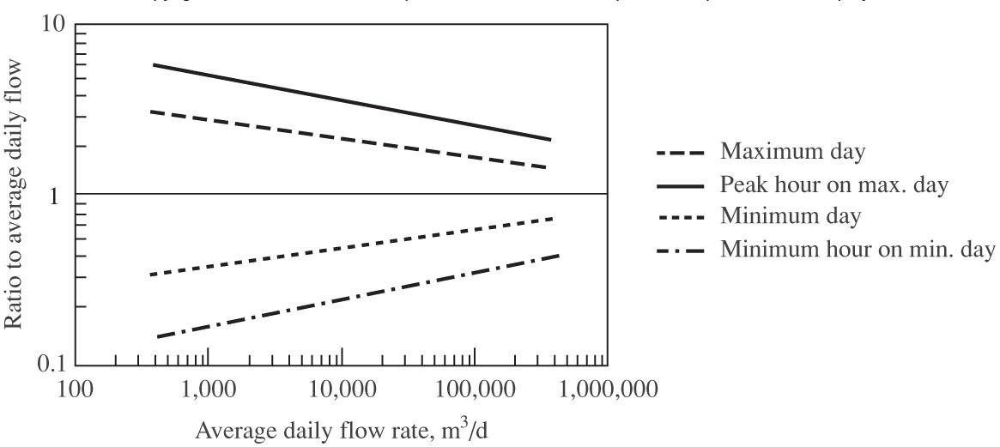 10
1
0.1
Ratio to average daily flow
100 1,000 10,000 100,000 1,000,000
Average daily flow rate, m³/d
Maximum day
Peak hour on max. day
Minimum day
Minimum hour on min. day